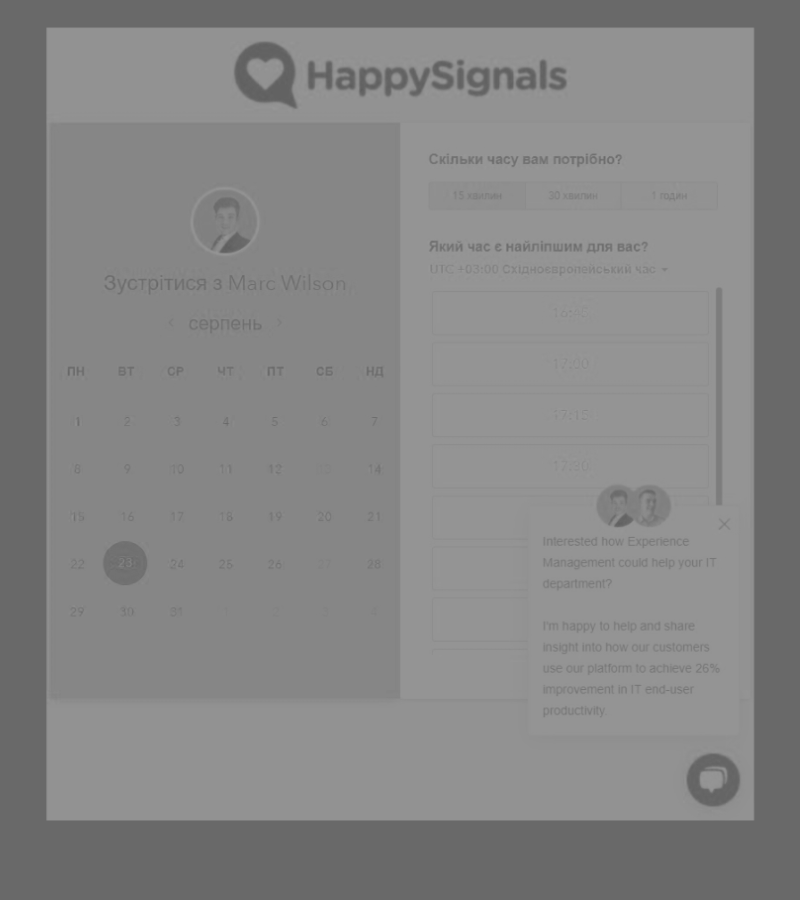 HappySignals
Зустрітися з Marc Wilson
< серпень >
ПН ВТ СР ЧТ ПТ СБ НД
1 2 3 4 5 6 7
8 9 10 11 12 14
15 16 17 18 19 20 21
22 23 24 25 26 27 28
29 30 31 1 2 3 4
Скільки часу вам потрібно?
15 хвилин 30 хвилин 1 годин
Який час є найліпшим для вас?
UTC +03:00 Східноєвропейський час
16:45
17:00
17:15
17:30
Interested how Experience
Management could help your IT
department?
I'm happy to help and share
insight into how our customers
use our platform to achieve 26%
improvement in IT end-user
productivity.